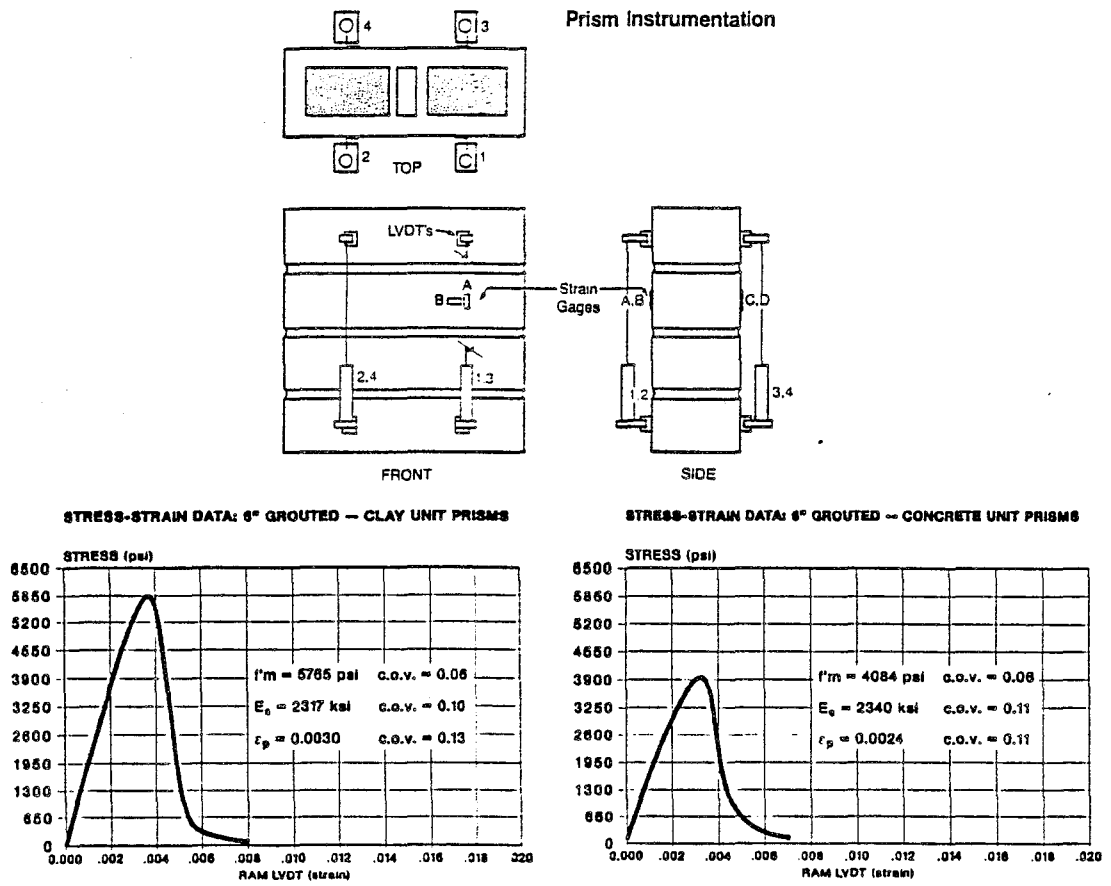 Prism Instrumentation
4
3
2
1
TOP
LVDT's
A
B
Strain
Gages
A.B
C.D
2.4
1.3
1.2
3.4
FRONT
SIDE
STRESS-STRAIN DATA: 6" GROUTED — CLAY UNIT PRISMS
STRESS (psi)
6500
5850
5200
4550
3900
3250
2600
1950
1300
650
0
f'm = 5765 psi c.o.v. = 0.06
Ec = 2317 ksi c.o.v. = 0.10
εp = 0.0030 c.o.v. = 0.13
0.000 .002 .004 .006 .008 .010 .012 .014 .016 .018 .020
RAM LVDT (strain)
STRESS-STRAIN DATA: 6" GROUTED — CONCRETE UNIT PRISMS
STRESS (psi)
6500
5850
5200
4550
3900
3250
2600
1950
1300
650
0
f'm = 4084 psi c.o.v. = 0.06
Ec = 2340 ksi c.o.v. = 0.11
εp = 0.0024 c.o.v. = 0.11
0.000 .002 .004 .006 .008 .010 .012 .014 .016 .018 .020
RAM LVDT (strain)